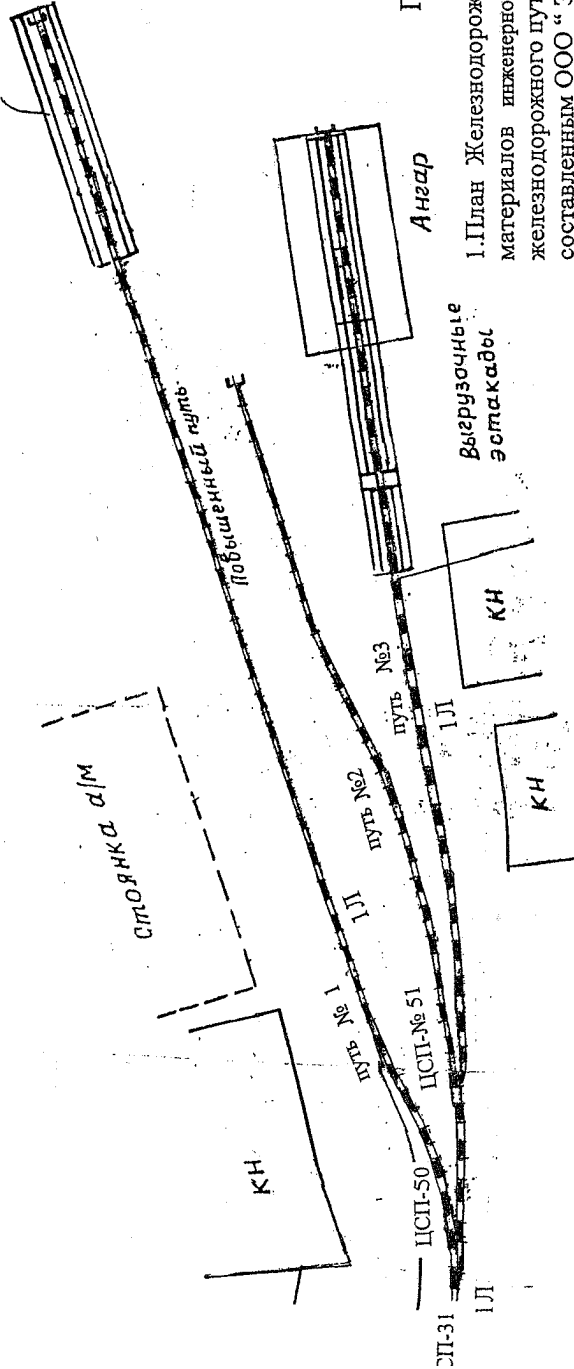 Стоянка а/м
КН
Повышенный путь
путь № 1
1Л
путь №2
путь №3
1Л
ЦСП-50
ЦСП-№ 51
СП-31
1Л
КН
КН
Выгрузочные
эстакады
Ангар
П
1.План Железнодорож
материалов инженерно
железнодорожного пут
составленным ООО “ З